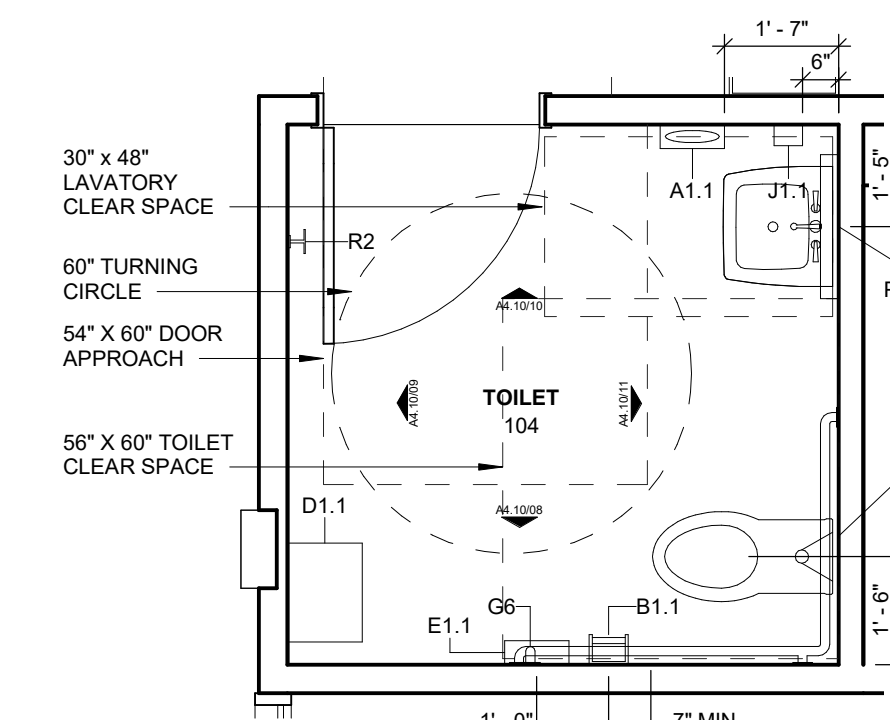 1' - 7"
6"
30" x 48"
LAVATORY
CLEAR SPACE
A1.1
J1.1
1' - 5"
R2
60" TURNING
CIRCLE
A4.10/10
54" X 60" DOOR
APPROACH
A4.10/09
TOILET
104
A4.10/11
56" X 60" TOILET
CLEAR SPACE
D1.1
A4.10/08
G6
B1.1
E1.1
1' - 6"
1' - 0"
7" MIN